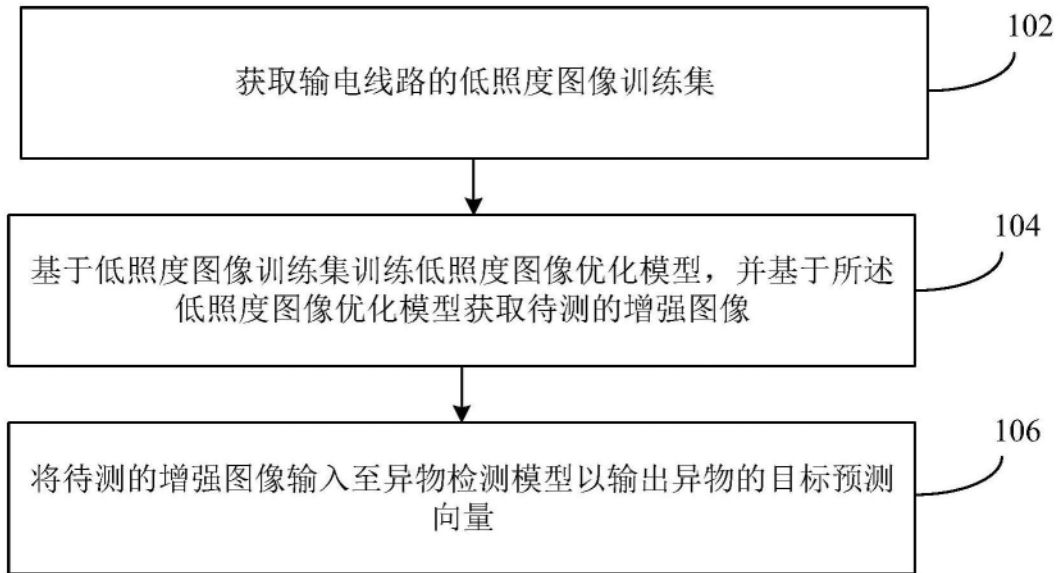 102
获取输电线路的低照度图像训练集
104
基于低照度图像训练集训练低照度图像优化模型，并基于所述
低照度图像优化模型获取待测的增强图像
106
将待测的增强图像输入至异物检测模型以输出异物的目标预测
向量